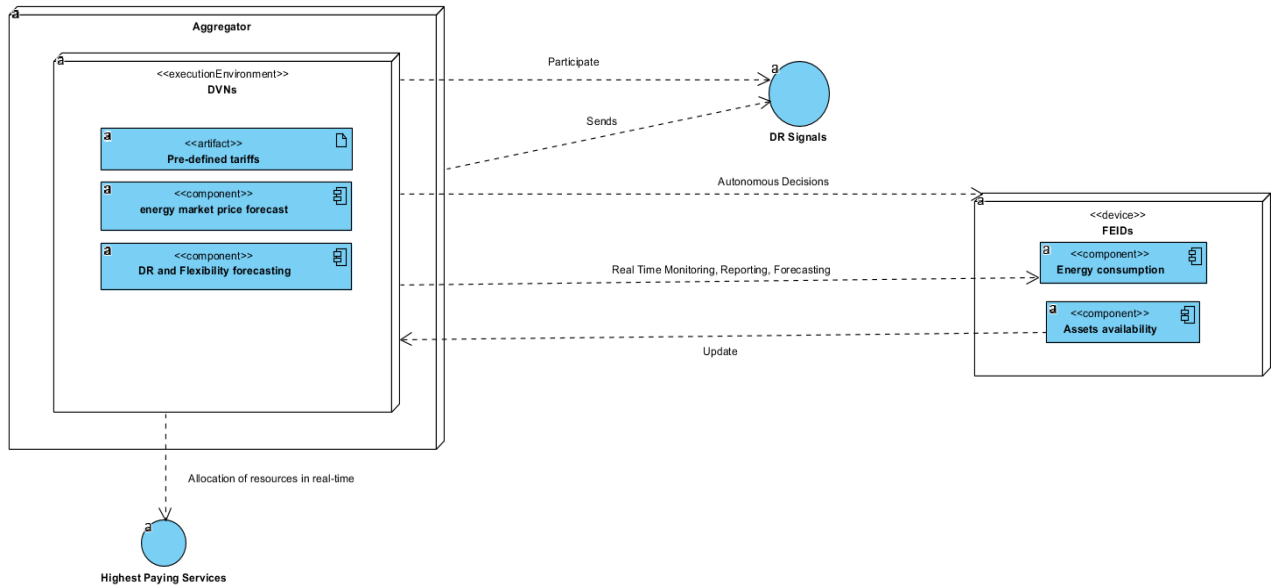 a
Aggregator
a
<<executionEnvironment>>
DVNs
a
<<artifact>>
Pre-defined tariffs
a
<<component>>
energy market price forecast
a
<<component>>
DR and Flexibility forecasting
Participate
Sends
a
DR Signals
Autonomous Decisions
a
<<device>>
FEIDs
a
<<component>>
Energy consumption
Real Time Monitoring, Reporting, Forecasting
a
<<component>>
Assets availability
Update
Allocation of resources in real-time
a
Highest Paying Services